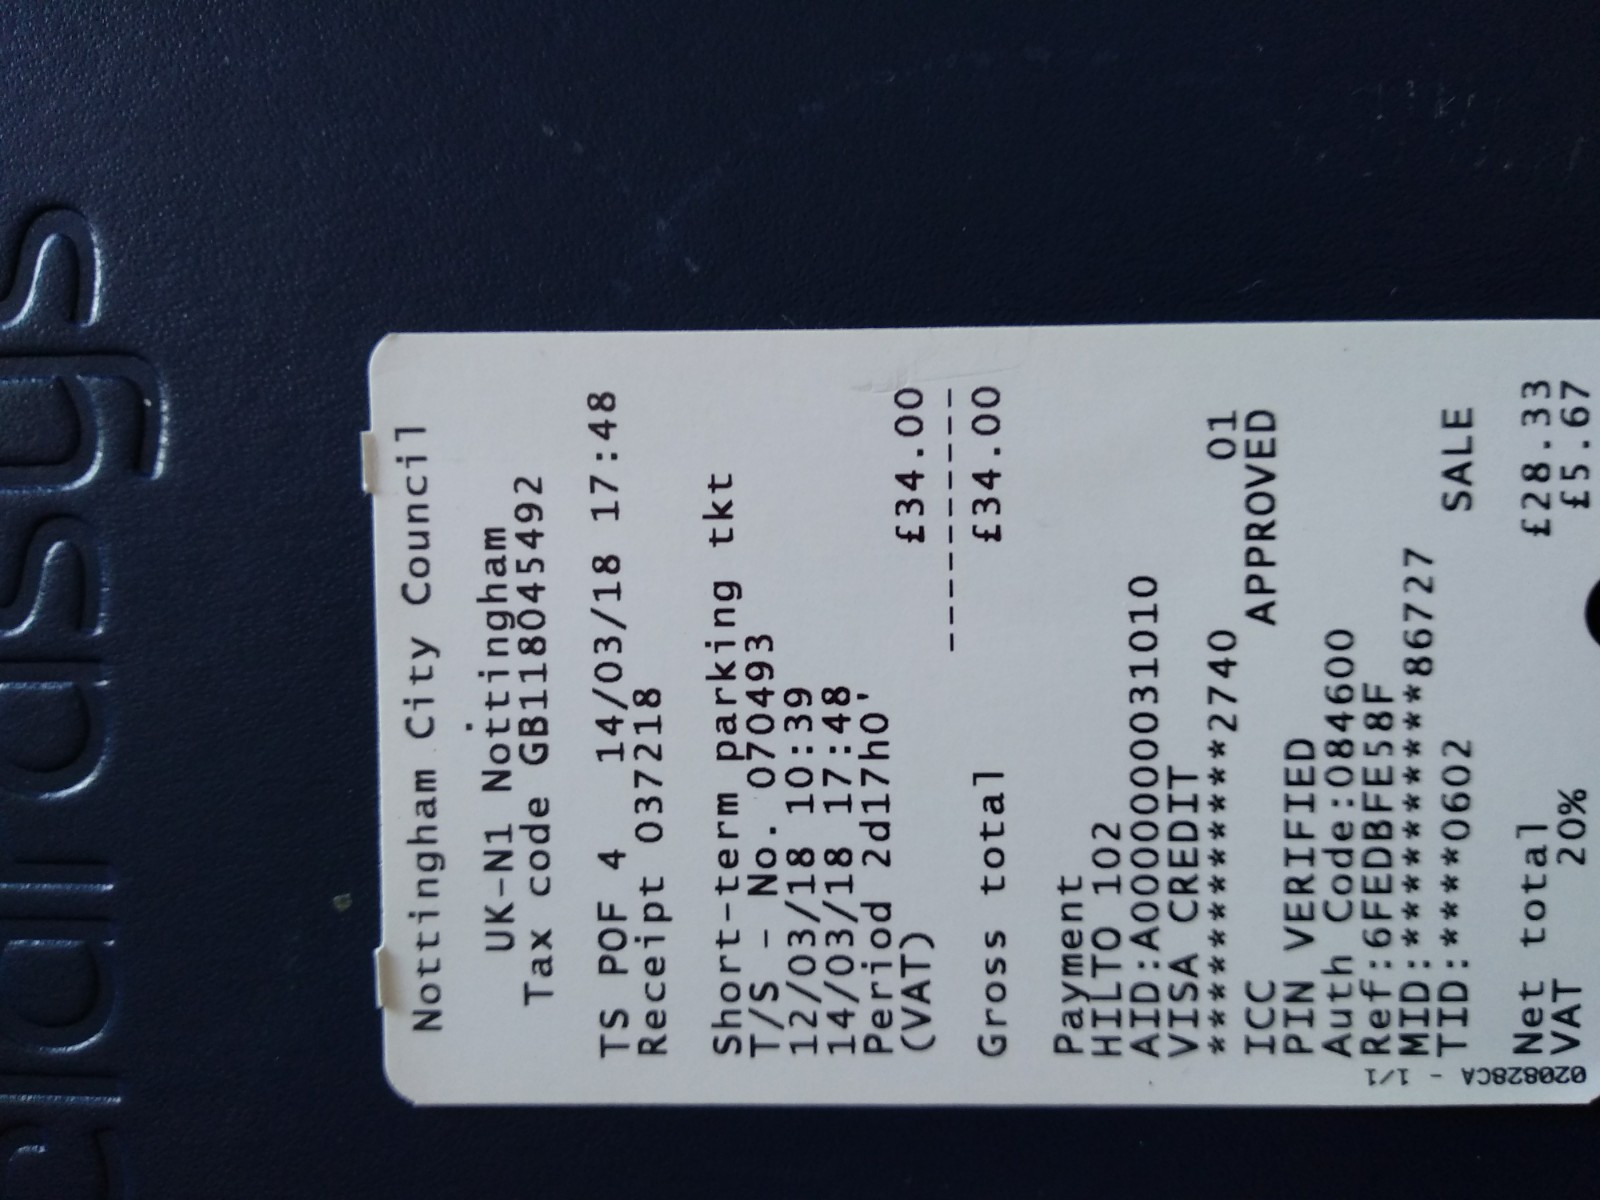 Nottingham City Council
UK-N1 Nottingham
Tax code GB118045492
TS POF 4 14/03/18 17:48
Receipt 037218
Short-term parking tkt
T/S - No. 070493
12/03/18 10:39
14/03/18 17:48
Period 2d17h0'
(VAT) £34.00
------------
Gross total £34.00
Payment
HILTO 102
AID:A0000000031010
VISA CREDIT
************2740 01
ICC APPROVED
PIN VERIFIED
Auth Code:084600
Ref:6FEDBFE58F
MID:**********86727
TID:****0602 SALE
Net total £28.33
VAT 20% £5.67
020828CA - 1/1